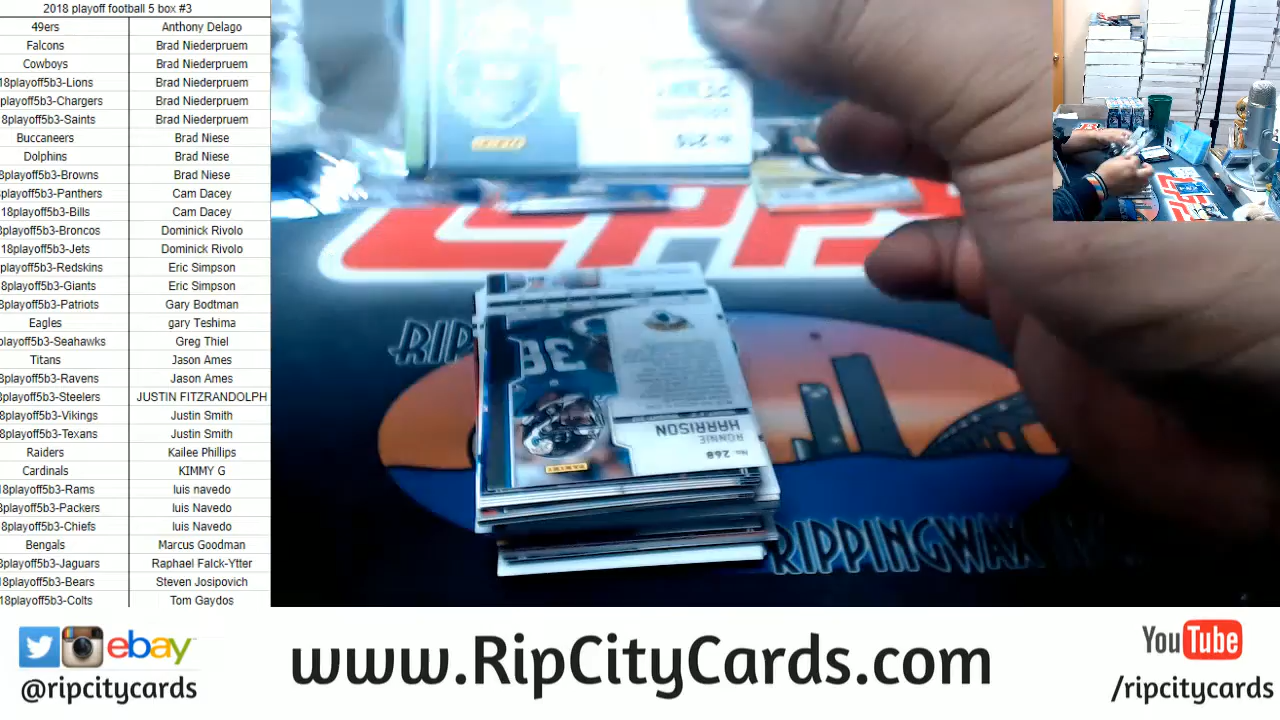 2018 playoff football 5 box #3
49ers Anthony Delago
Falcons Brad Niederpruem
Cowboys Brad Niederpruem
18playoff5b3-Lions Brad Niederpruem
playoff5b3-Chargers Brad Niederpruem
8playoff5b3-Saints Brad Niederpruem
Buccaneers Brad Niese
Dolphins Brad Niese
8playoff5b3-Browns Brad Niese
playoff5b3-Panthers Cam Dacey
18playoff5b3-Bills Cam Dacey
8playoff5b3-Broncos Dominick Rivolo
18playoff5b3-Jets Dominick Rivolo
playoff5b3-Redskins Eric Simpson
8playoff5b3-Giants Eric Simpson
8playoff5b3-Patriots Gary Bodtman
Eagles gary Teshima
playoff5b3-Seahawks Greg Thiel
Titans Jason Ames
8playoff5b3-Ravens Jason Ames
8playoff5b3-Steelers JUSTIN FITZRANDOLPH
8playoff5b3-Vikings Justin Smith
8playoff5b3-Texans Justin Smith
Raiders Kailee Phillips
Cardinals KIMMY G
18playoff5b3-Rams luis navedo
8playoff5b3-Packers luis Navedo
8playoff5b3-Chiefs luis Navedo
Bengals Marcus Goodman
8playoff5b3-Jaguars Raphael Falck-Ytter
18playoff5b3-Bears Steven Josipovich
18playoff5b3-Colts Tom Gaydos
PANINI
RIP
36
No. 268
RONNIE
HARRISON
PANINI
RIPPINGWAX
ebay
@ripcitycards
www.RipCityCards.com
YouTube
/ripcitycards